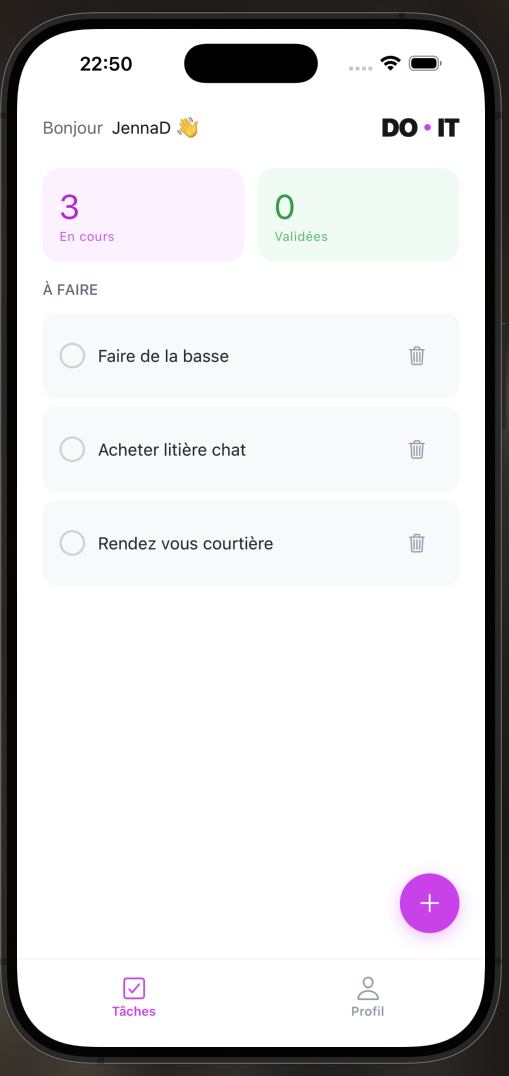 22:50
Bonjour JennaD 👋 DO • IT
3
En cours
0
Validées
À FAIRE
Faire de la basse
Acheter litière chat
Rendez vous courtière
Tâches
Profil